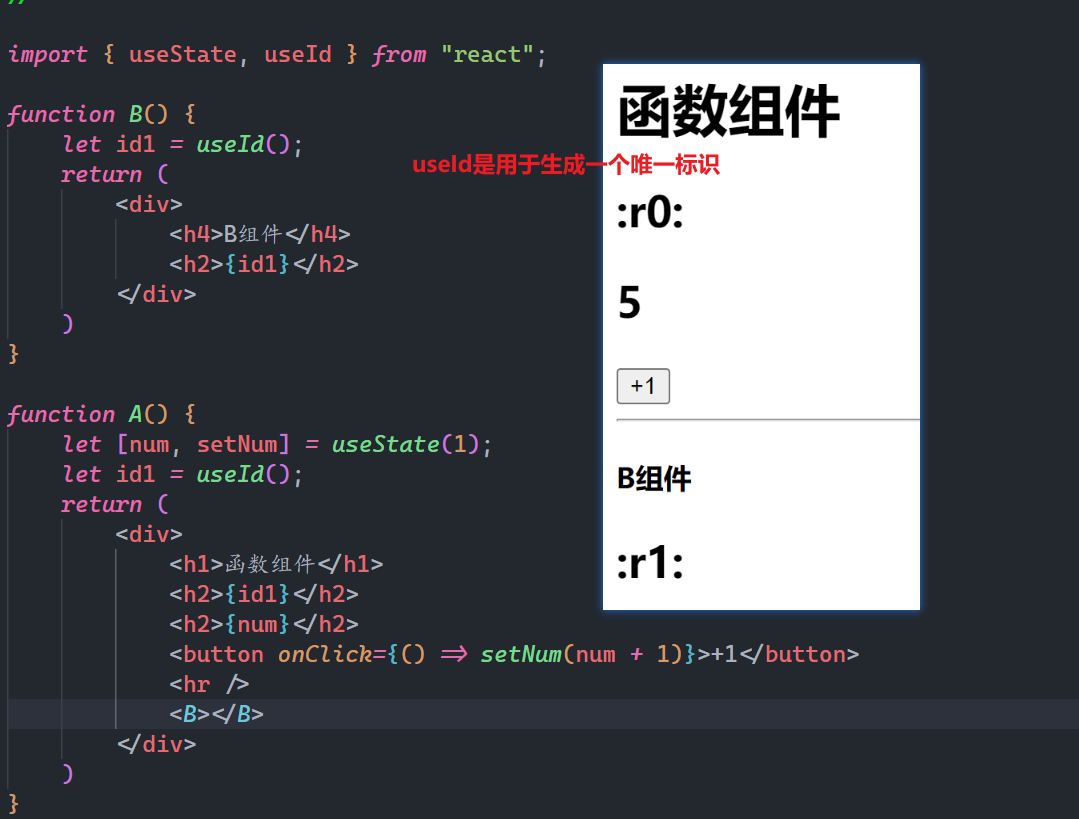 //
import { useState, useId } from "react";
function B() {
let id1 = useId();
return (
<div>
<h4>B组件</h4>
<h2>{id1}</h2>
</div>
)
}
function A() {
let [num, setNum] = useState(1);
let id1 = useId();
return (
<div>
<h1>函数组件</h1>
<h2>{id1}</h2>
<h2>{num}</h2>
<button onClick={() => setNum(num + 1)}>+1</button>
<hr />
<B></B>
</div>
)
}
useId是用于生成一个唯一标识
函数组件
:r0:
5
+1
B组件
:r1: